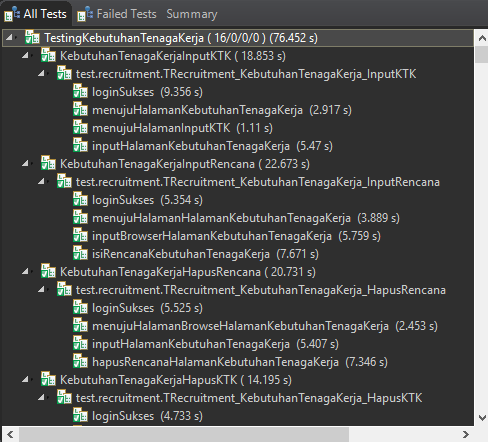 All Tests Failed Tests Summary
TestingKebutuhanTenagaKerja ( 16/0/0/0 ) (76.452 s)
KebutuhanTenagaKerjaInputKTK ( 18.853 s)
test.recruitment.TRecruitment_KebutuhanTenagaKerja_InputKTK
loginSukses (9.356 s)
menujuHalamanKebutuhanTenagaKerja (2.917 s)
menujuHalamanInputKTK (1.11 s)
inputHalamanKebutuhanTenagaKerja (5.47 s)
KebutuhanTenagaKerjaInputRencana ( 22.673 s)
test.recruitment.TRecruitment_KebutuhanTenagaKerja_InputRencana
loginSukses (5.354 s)
menujuHalamanHalamanKebutuhanTenagaKerja (3.889 s)
inputBrowserHalamanKebutuhanTenagaKerja (5.759 s)
isiRencanaKebutuhanTenagaKerja (7.671 s)
KebutuhanTenagaKerjaHapusRencana ( 20.731 s)
test.recruitment.TRecruitment_KebutuhanTenagaKerja_HapusRencana
loginSukses (5.525 s)
menujuHalamanBrowseHalamanKebutuhanTenagaKerja (2.453 s)
inputHalamanKebutuhanTenagaKerja (5.407 s)
hapusRencanaHalamanKebutuhanTenagaKerja (7.346 s)
KebutuhanTenagaKerjaHapusKTK ( 14.195 s)
test.recruitment.TRecruitment_KebutuhanTenagaKerja_HapusKTK
loginSukses (4.733 s)